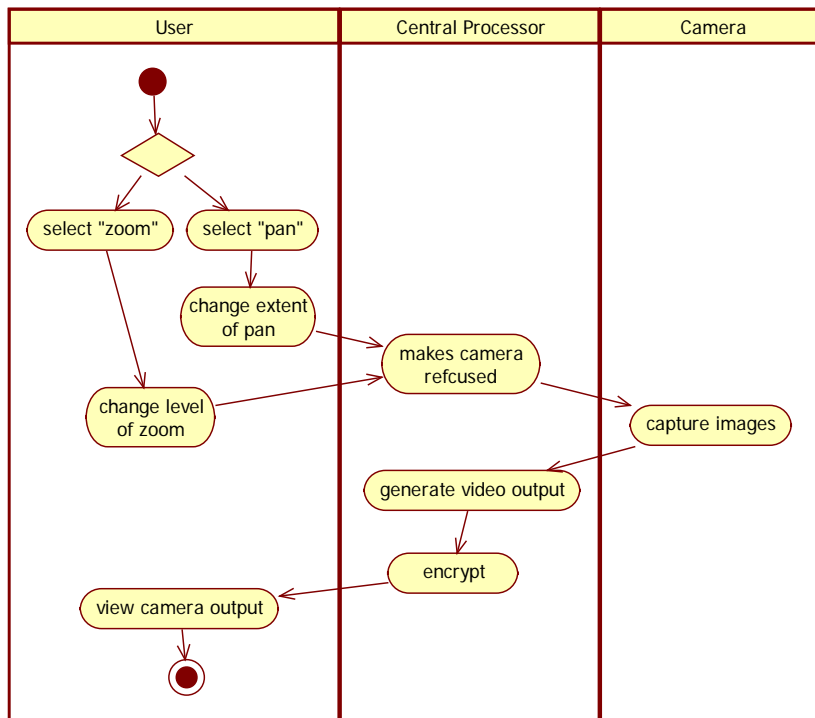 User
Central Processor
Camera
select "zoom"
select "pan"
change extent
of pan
makes camera
refcused
change level
of zoom
capture images
generate video output
encrypt
view camera output